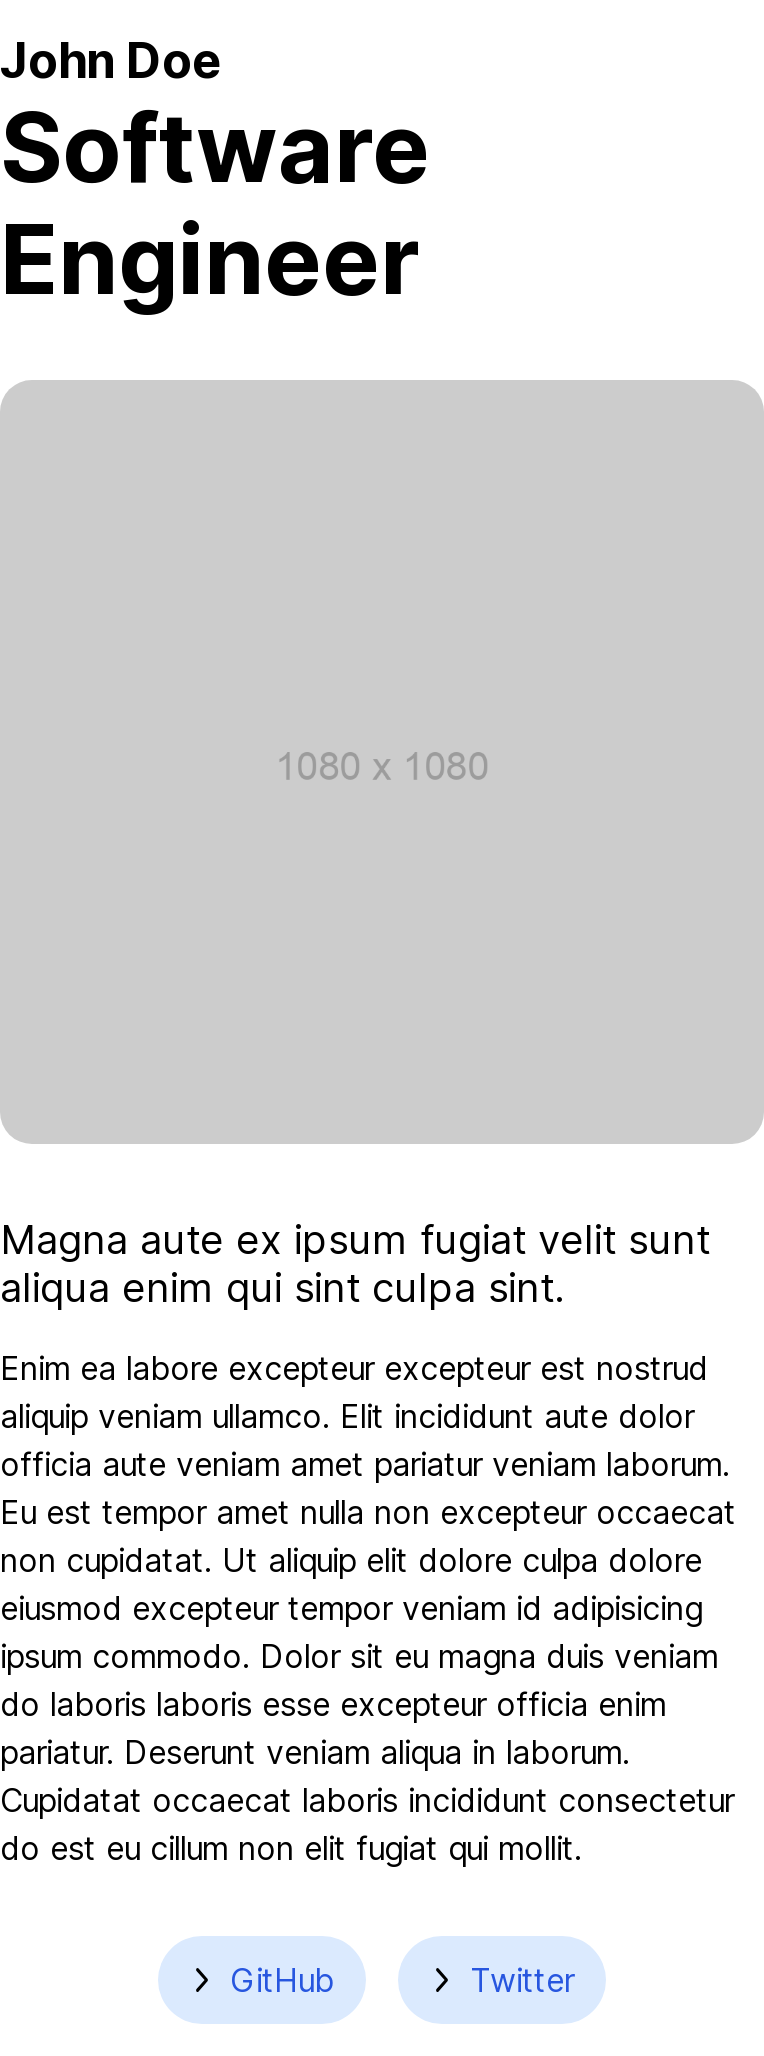 John Doe
Software
Engineer
1080 x 1080
Magna aute ex ipsum fugiat velit sunt
aliqua enim qui sint culpa sint.
Enim ea labore excepteur excepteur est nostrud
aliquip veniam ullamco. Elit incididunt aute dolor
officia aute veniam amet pariatur veniam laborum.
Eu est tempor amet nulla non excepteur occaecat
non cupidatat. Ut aliquip elit dolore culpa dolore
eiusmod excepteur tempor veniam id adipisicing
ipsum commodo. Dolor sit eu magna duis veniam
do laboris laboris esse excepteur officia enim
pariatur. Deserunt veniam aliqua in laborum.
Cupidatat occaecat laboris incididunt consectetur
do est eu cillum non elit fugiat qui mollit.
GitHub
Twitter